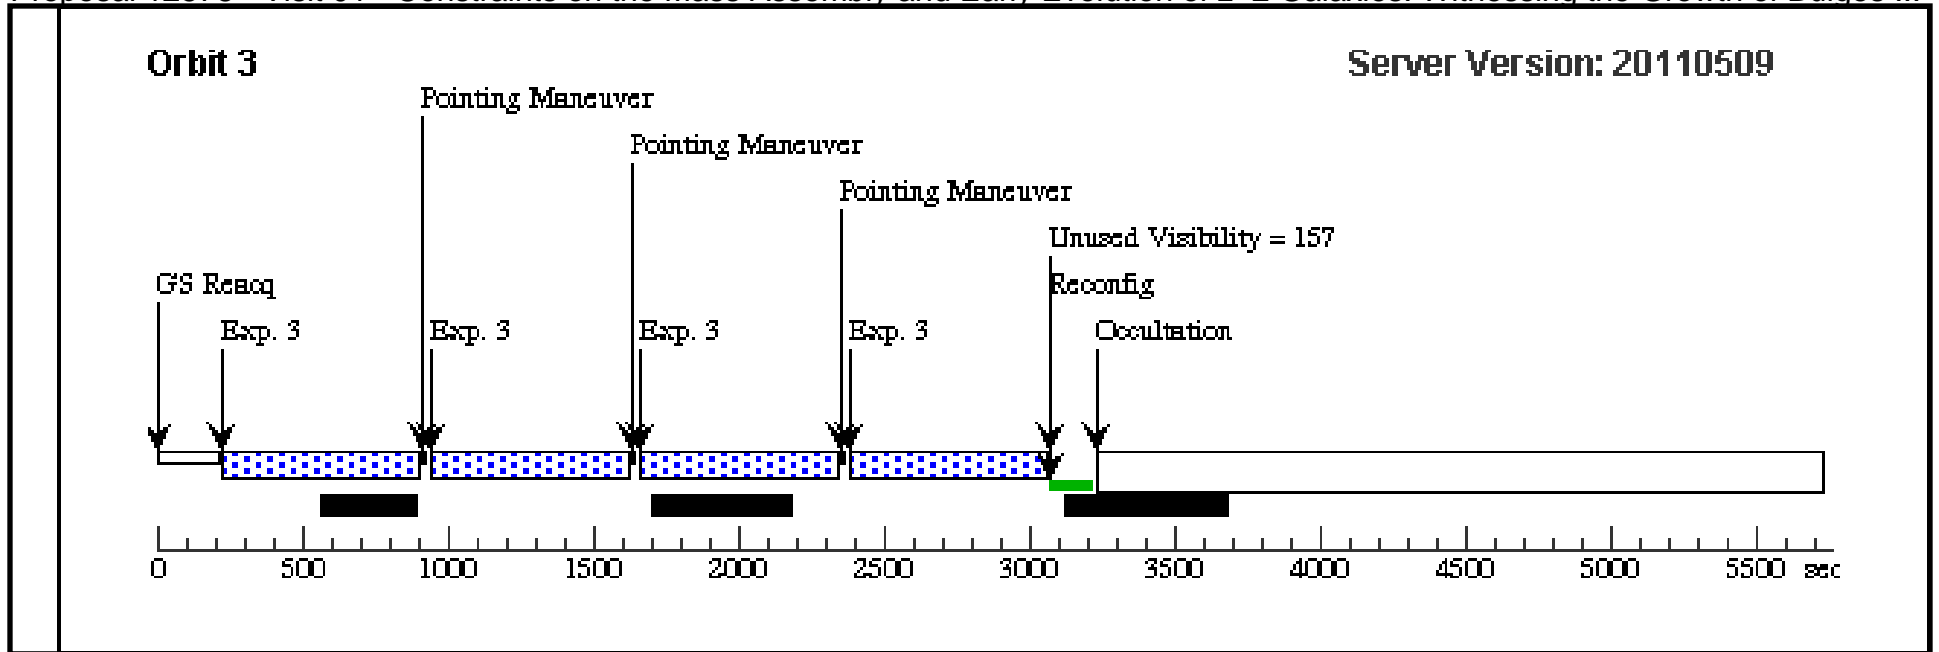 Orbit 3
Server Version: 20110509
Pointing Maneuver
Pointing Maneuver
Pointing Maneuver
Unused Visibility = 157
GS Reacq
Reconfig
Exp. 3
Exp. 3
Exp. 3
Exp. 3
Occultation
0 500 1000 1500 2000 2500 3000 3500 4000 4500 5000 5500 sec